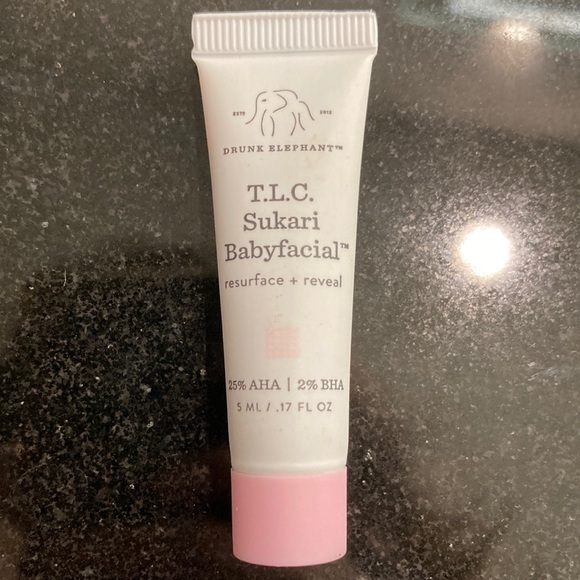 ESTD 2012
DRUNK ELEPHANT™
T.L.C.
Sukari
Babyfacial™
resurface + reveal
25% AHA | 2% BHA
5 ML / .17 FL OZ